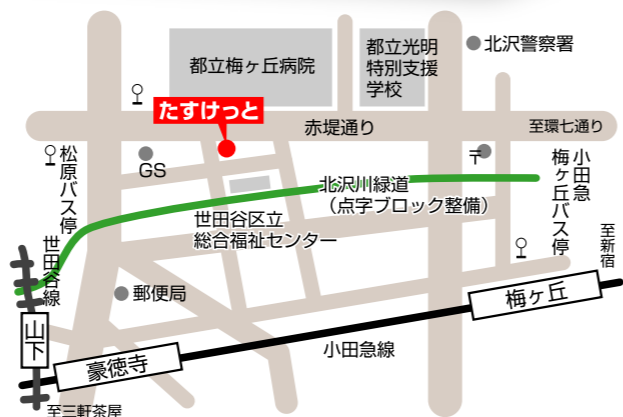 都立梅ヶ丘病院
都立光明
特別支援
学校
北沢警察署
たすけっと
赤堤通り
至環七通り
GS
〒
松原バス停
北沢川緑道
(点字ブロック整備)
小田急
梅ヶ丘バス停
世田谷区立
総合福祉センター
世田谷線
至新宿
郵便局
梅ヶ丘
山下
豪徳寺
小田急線
至三軒茶屋